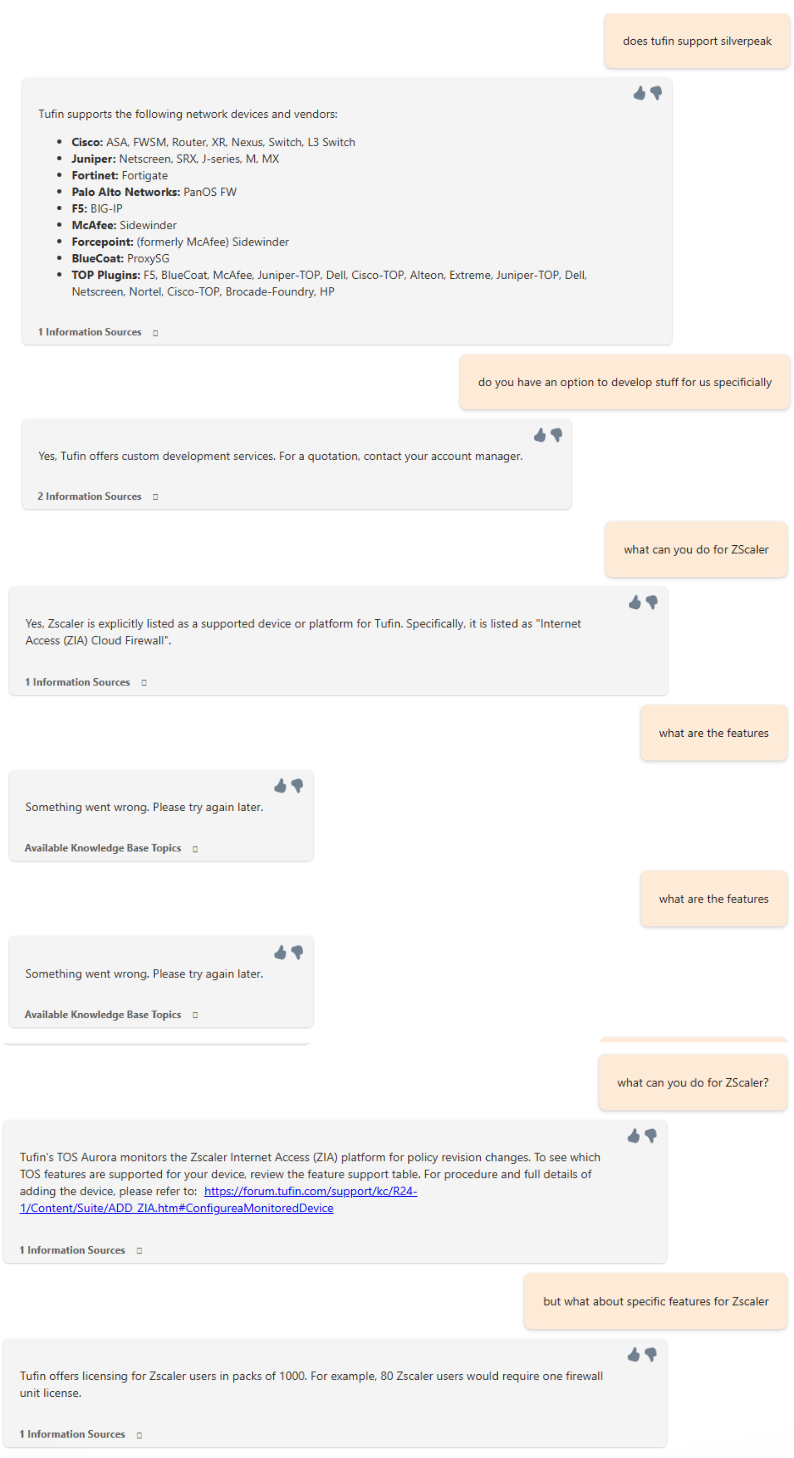 does tufin support silverpeak
Tufin supports the following network devices and vendors:
• Cisco: ASA, FWSM, Router, XR, Nexus, Switch, L3 Switch
• Juniper: Netscreen, SRX, J-series, M, MX
• Fortinet: Fortigate
• Palo Alto Networks: PanOS FW
• F5: BIG-IP
• McAfee: Sidewinder
• Forcepoint: (formerly McAfee) Sidewinder
• BlueCoat: ProxySG
• TOP Plugins: F5, BlueCoat, McAfee, Juniper-TOP, Dell, Cisco-TOP, Alteon, Extreme, Juniper-TOP, Dell,
Netscreen, Nortel, Cisco-TOP, Brocade-Foundry, HP
1 Information Sources
do you have an option to develop stuff for us specificially
Yes, Tufin offers custom development services. For a quotation, contact your account manager.
2 Information Sources
what can you do for ZScaler
Yes, Zscaler is explicitly listed as a supported device or platform for Tufin. Specifically, it is listed as "Internet
Access (ZIA) Cloud Firewall".
1 Information Sources
what are the features
Something went wrong. Please try again later.
Available Knowledge Base Topics
what are the features
Something went wrong. Please try again later.
Available Knowledge Base Topics
what can you do for ZScaler?
Tufin's TOS Aurora monitors the Zscaler Internet Access (ZIA) platform for policy revision changes. To see which
TOS features are supported for your device, review the feature support table. For procedure and full details of
adding the device, please refer to: https://forum.tufin.com/support/kc/R24-
1/Content/Suite/ADD_ZIA.htm#ConfigureaMonitoredDevice
1 Information Sources
but what about specific features for Zscaler
Tufin offers licensing for Zscaler users in packs of 1000. For example, 80 Zscaler users would require one firewall
unit license.
1 Information Sources